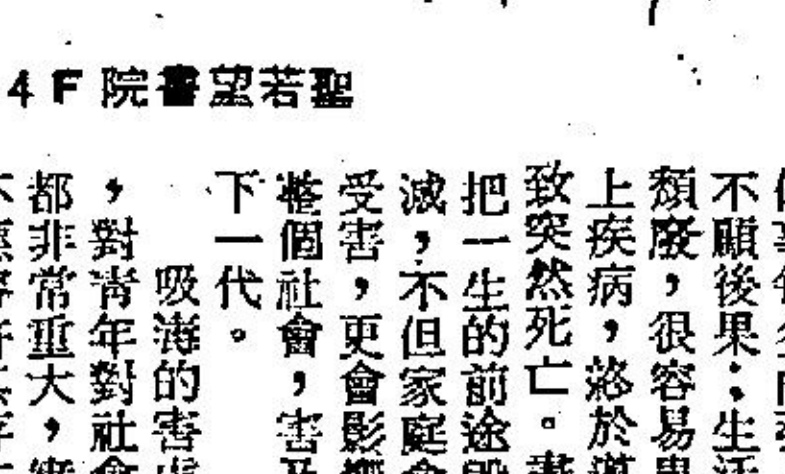 聖若望書院F4
不顧後果；生活
頹廢，很容易患
上疾病，終於導
致突然死亡。
把一生的前途毀
滅，不但家庭會
受害，更會影響
整個社會，害及
下一代。
吸毒的害處
，對青年對社會
都非常重大，